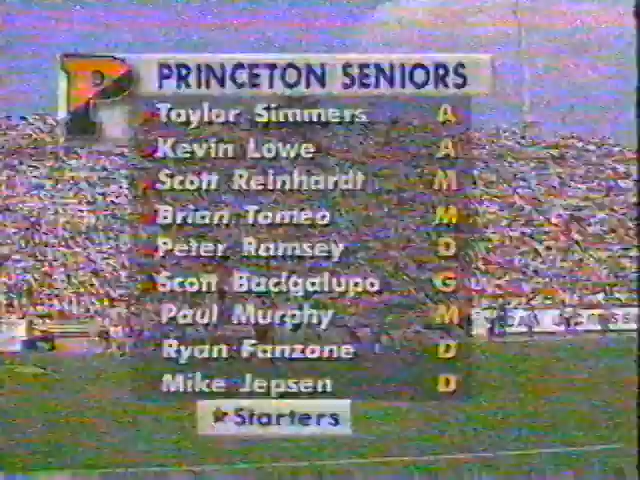 P
PRINCETON SENIORS
Taylor Simmers A
Kevin Lowe A
Scott Reinhardt M
Brian Tomeo M
Peter Ramsey D
Scott Bacigalupo G
Paul Murphy M
Ryan Fanzone D
Mike Jepsen D
★Starters